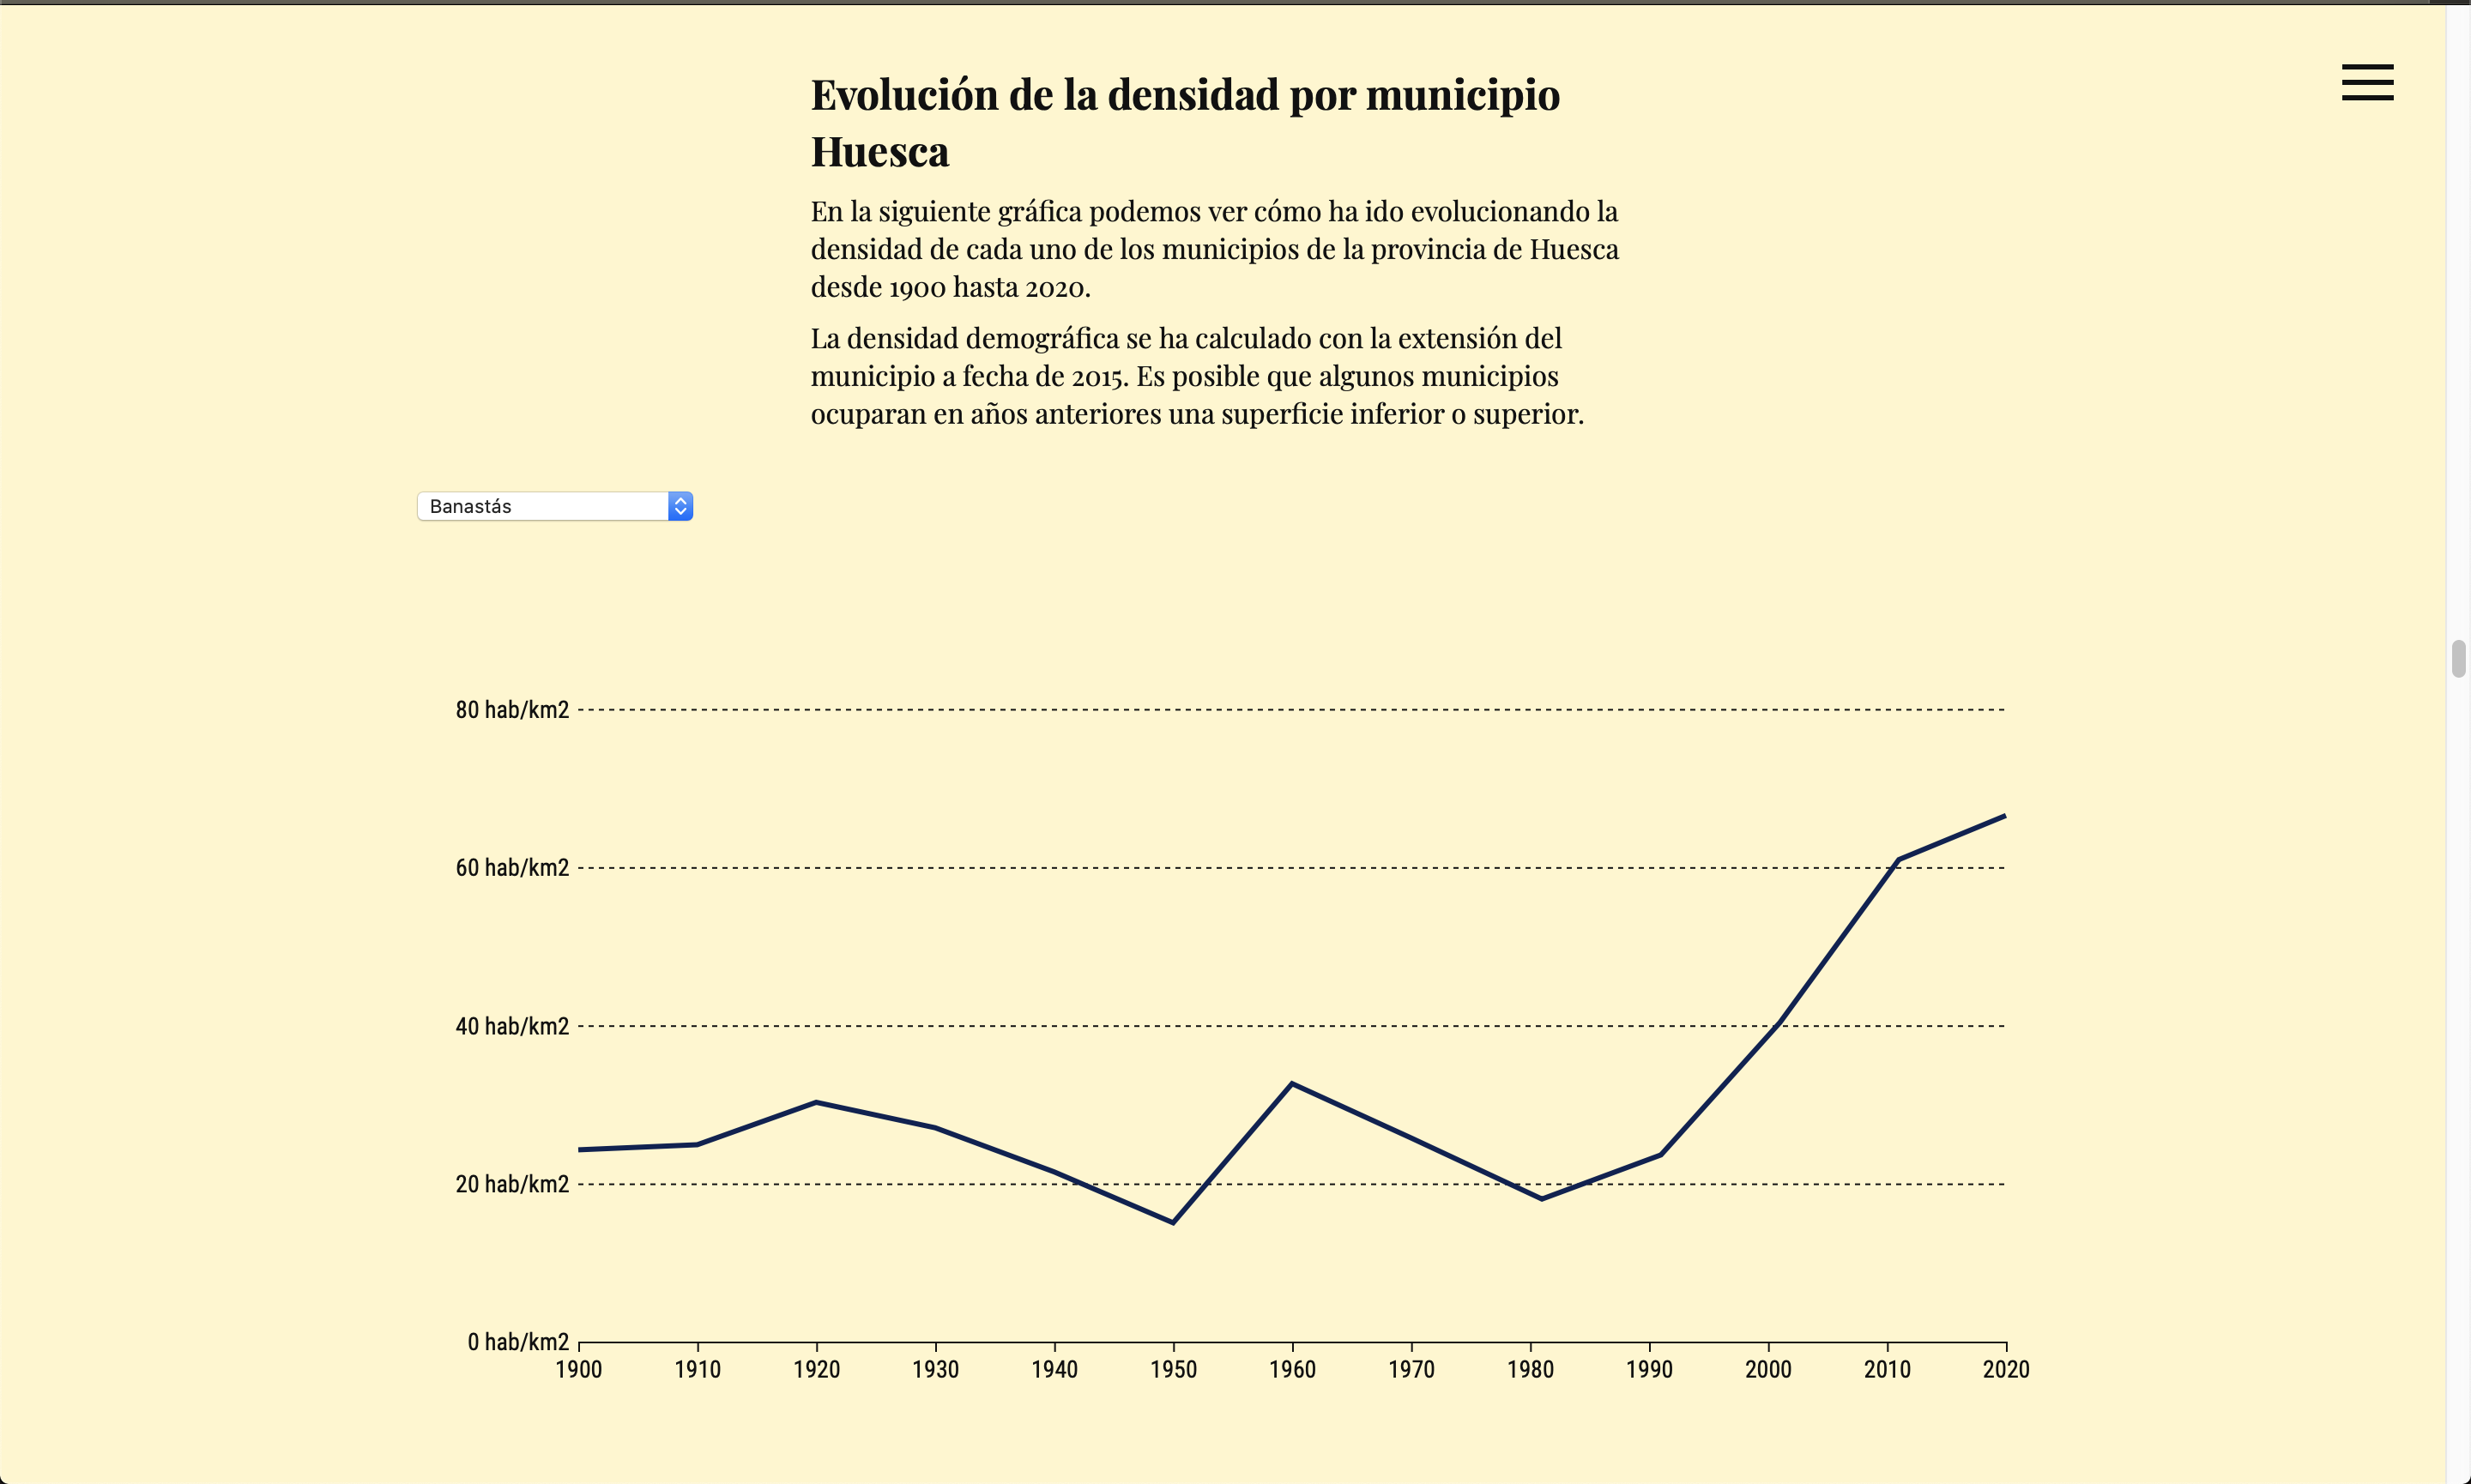 Evolución de la densidad por municipio
Huesca
En la siguiente gráfica podemos ver cómo ha ido evolucionando la
densidad de cada uno de los municipios de la provincia de Huesca
desde 1900 hasta 2020.
La densidad demográfica se ha calculado con la extensión del
municipio a fecha de 2015. Es posible que algunos municipios
ocuparan en años anteriores una superficie inferior o superior.
Banastás
80 hab/km2
60 hab/km2
40 hab/km2
20 hab/km2
0 hab/km2
1900 1910 1920 1930 1940 1950 1960 1970 1980 1990 2000 2010 2020